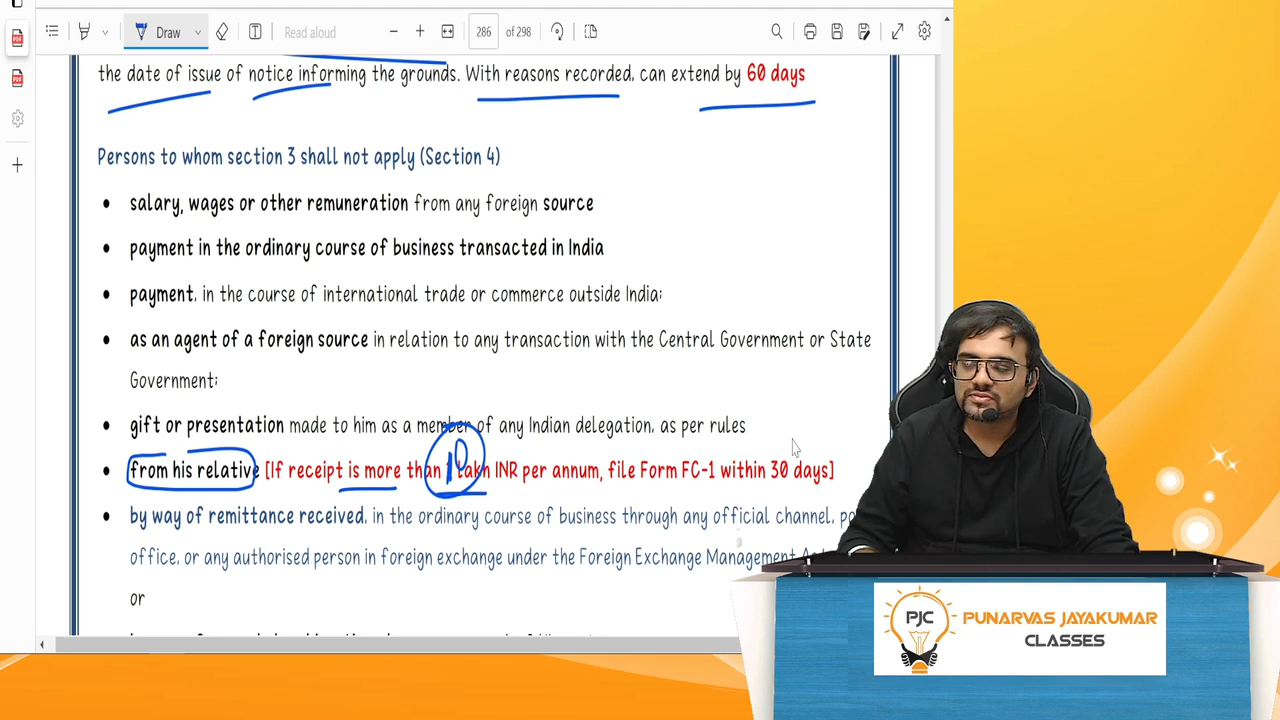 Draw
Read aloud
286 of 298
the date of issue of notice informing the grounds. With reasons recorded, can extend by 60 days
Persons to whom section 3 shall not apply (Section 4)
• salary, wages or other remuneration from any foreign source
• payment in the ordinary course of business transacted in India
• payment, in the course of international trade or commerce outside India;
• as an agent of a foreign source in relation to any transaction with the Central Government or State
Government;
• gift or presentation made to him as a member of any Indian delegation, as per rules
• from his relative [If receipt is more than 10 lakh INR per annum, file Form FC-1 within 30 days]
• by way of remittance received, in the ordinary course of business through any official channel,
office, or any authorised person in foreign exchange under the Foreign Exchange Management
or
PJC
PUNARVAS JAYAKUMAR
CLASSES